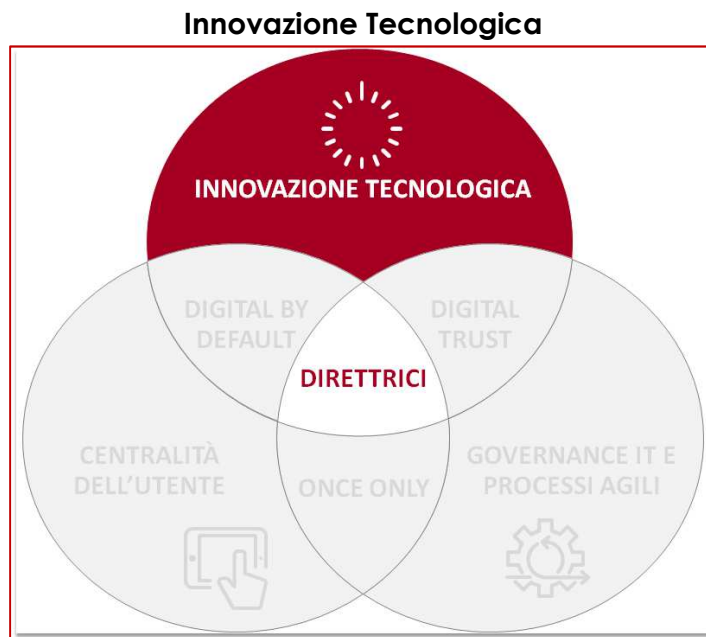 Innovazione Tecnologica
INNOVAZIONE TECNOLOGICA
DIGITAL BY
DEFAULT
DIGITAL
TRUST
DIRETTRICI
CENTRALITÀ
DELL'UTENTE
ONCE ONLY
GOVERNANCE IT E
PROCESSI AGILI